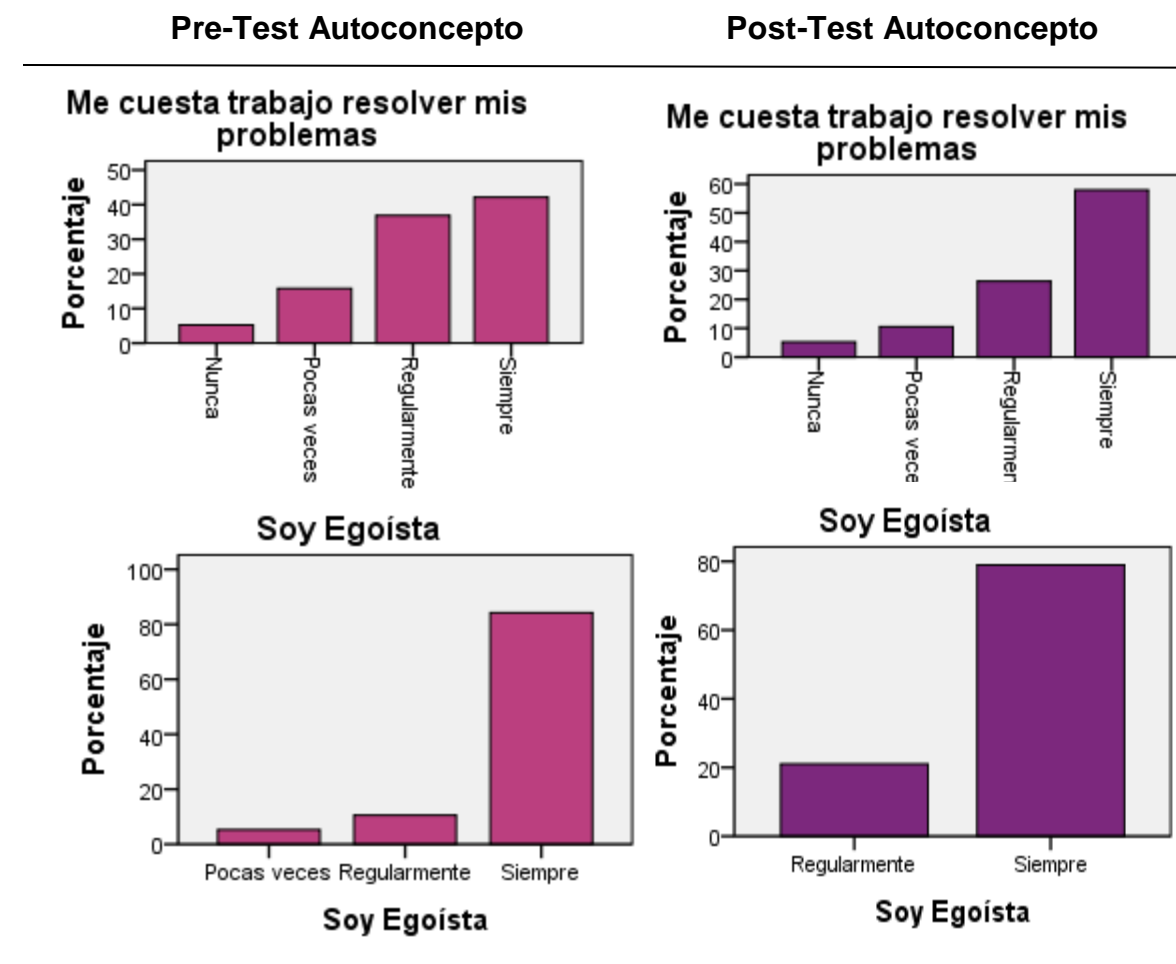 Pre-Test Autoconcepto
Post-Test Autoconcepto
Me cuesta trabajo resolver mis
problemas
Porcentaje
50
40
30
20
10
0
Nunca
Pocas veces
Regularmente
Siempre
Me cuesta trabajo resolver mis
problemas
Porcentaje
60
50
40
30
20
10
0
Nunca
Pocas vece
Regularmen
Siempre
Soy Egoísta
Porcentaje
100
80
60
40
20
0
Pocas veces Regularmente Siempre
Soy Egoísta
Soy Egoísta
Porcentaje
80
60
40
20
0
Regularmente Siempre
Soy Egoísta